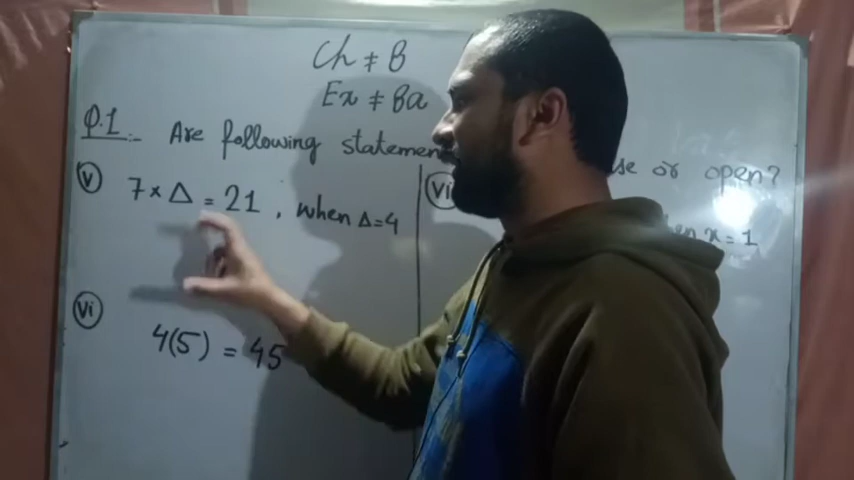 Ch ≠ B
Ex ≠ Ba
Q.1 Are following statemen se or open?
(v) 7 × Δ = 21, when Δ=4
(vi) 4(5) = 45
(vi
en x = 1